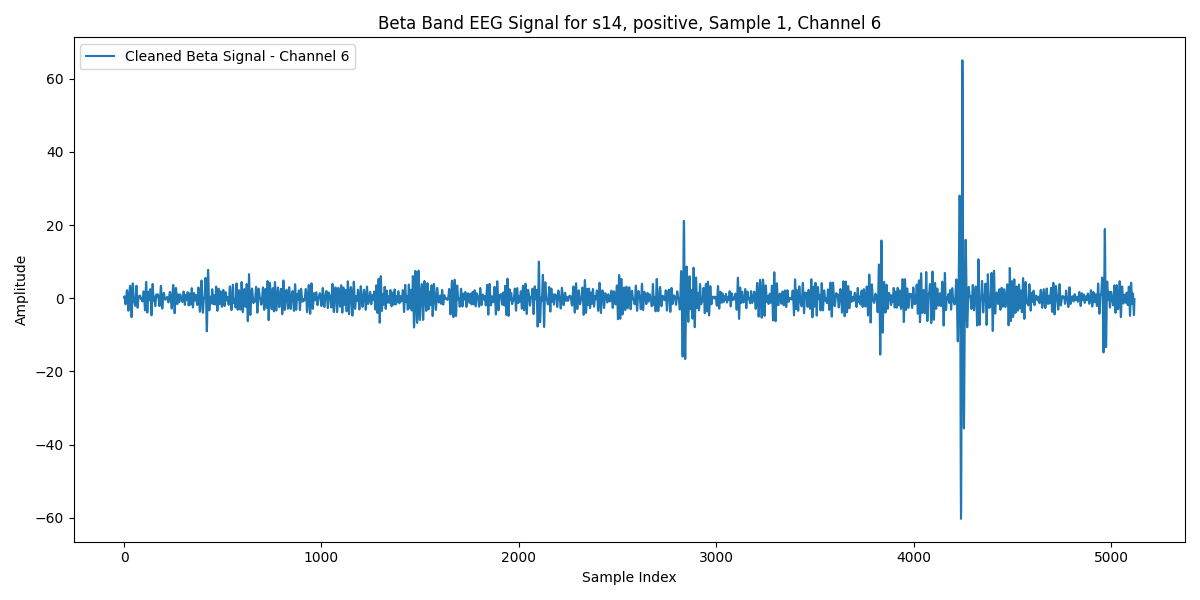 Beta Band EEG Signal for s14, positive, Sample 1, Channel 6
Cleaned Beta Signal - Channel 6
Amplitude
60
40
20
0
−20
−40
−60
0 1000 2000 3000 4000 5000
Sample Index